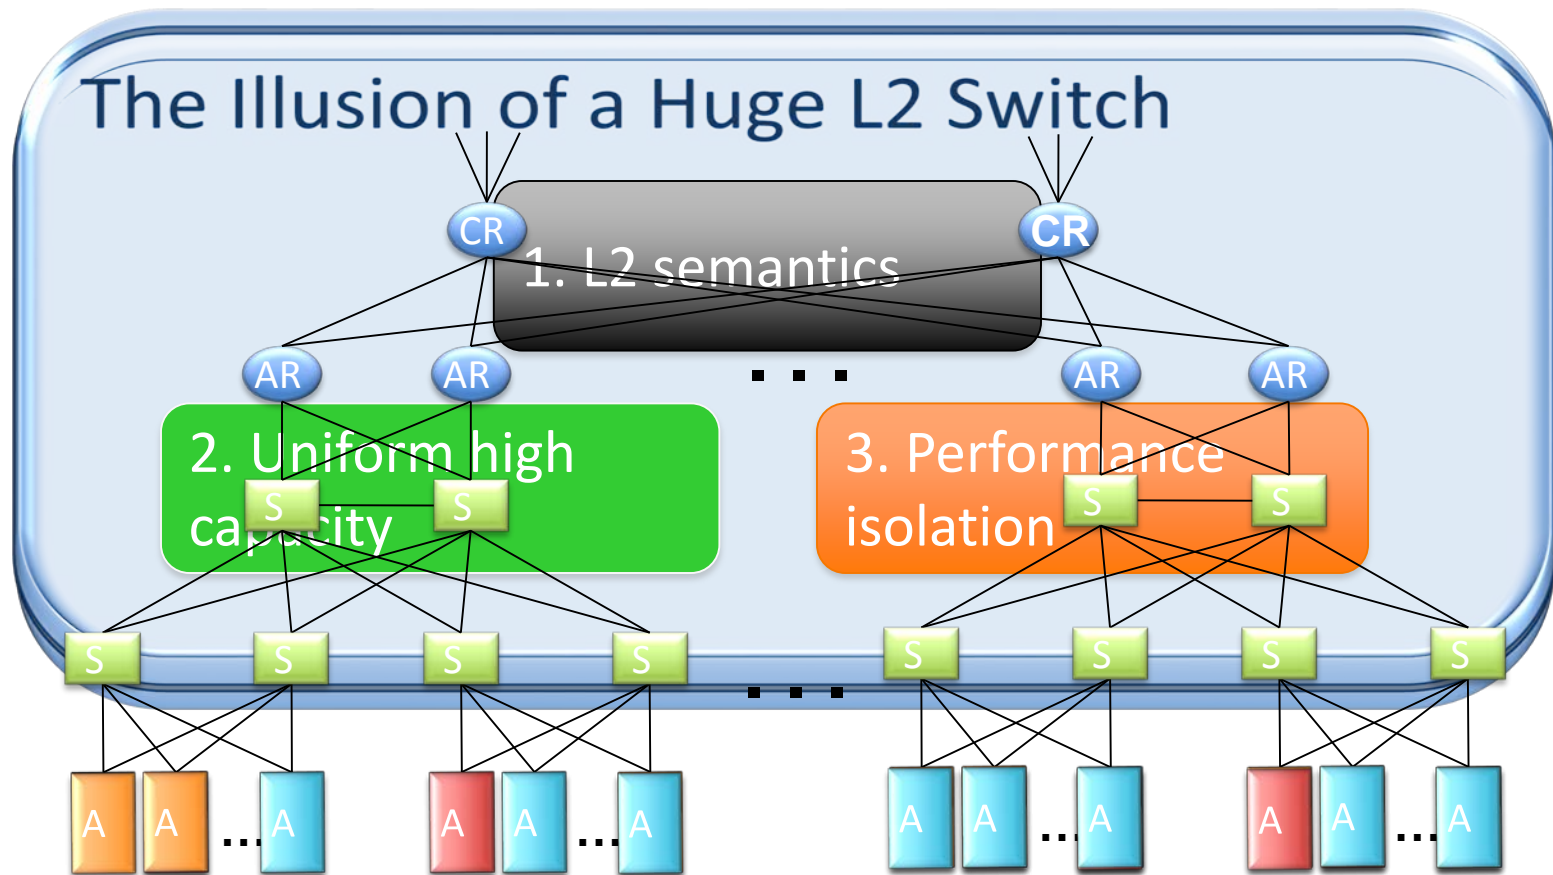 The Illusion of a Huge L2 Switch
CR CR
1. L2 semantics
AR AR . . . AR AR
2. Uniform high
capacity
3. Performance
isolation
S S S S
S S S S . . . S S S S
A A ... A A A ... A A A ... A A A ... A